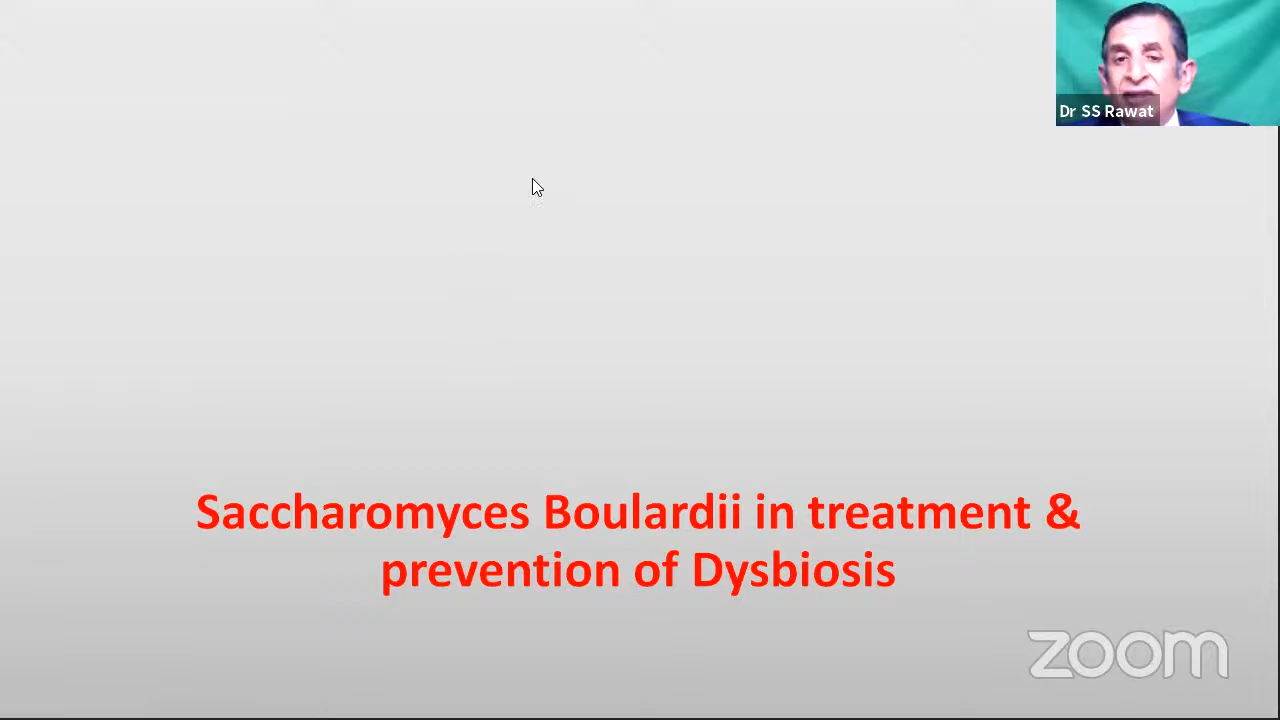 Dr SS Rawat
Saccharomyces Boulardii in treatment &
prevention of Dysbiosis
zoom